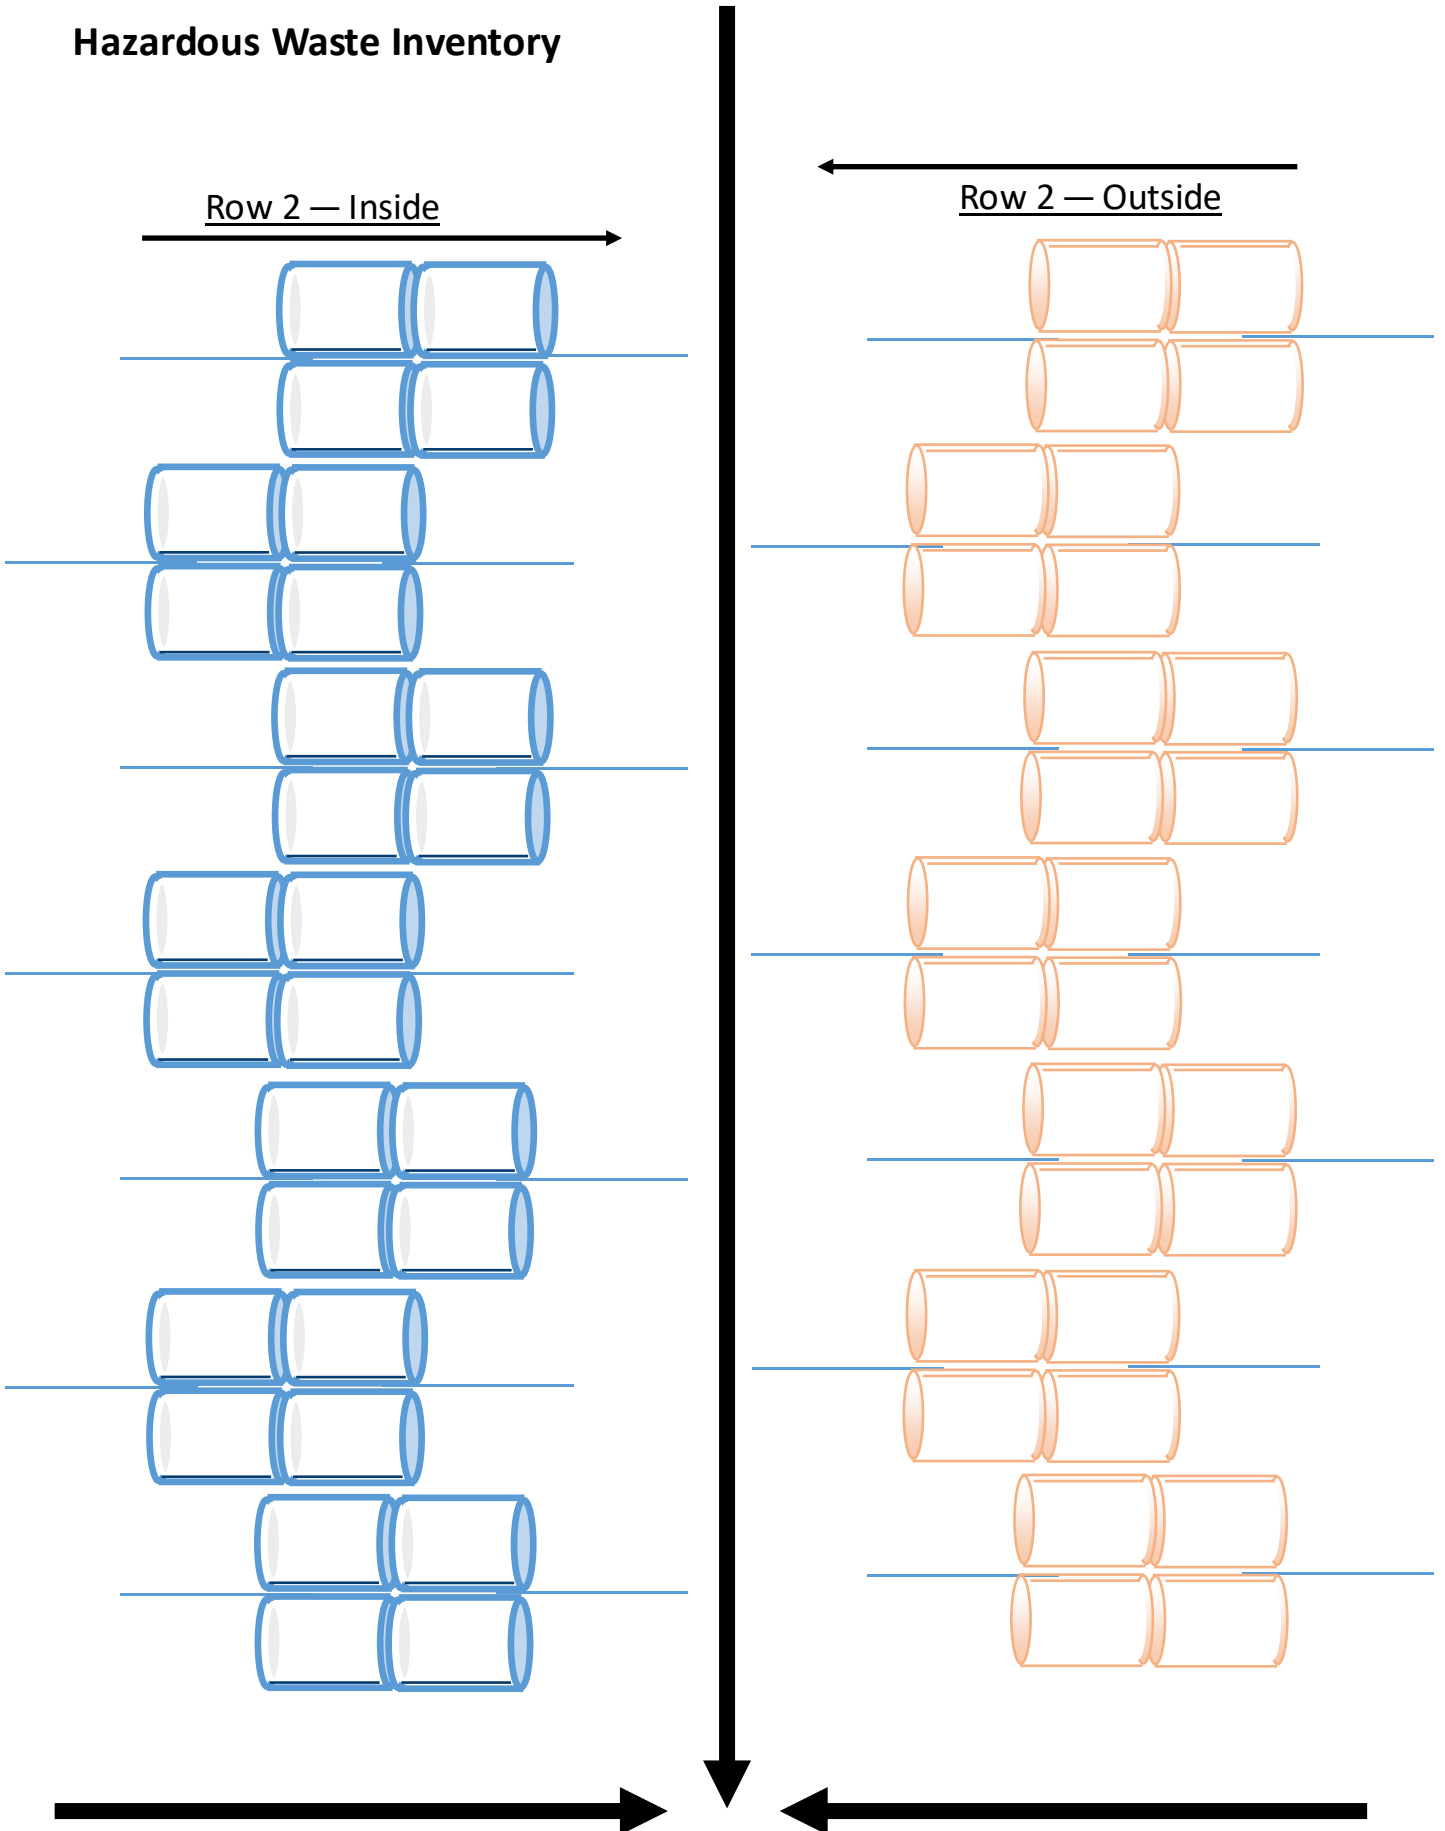 Hazardous Waste Inventory
Row 2 — Inside
Row 2 — Outside